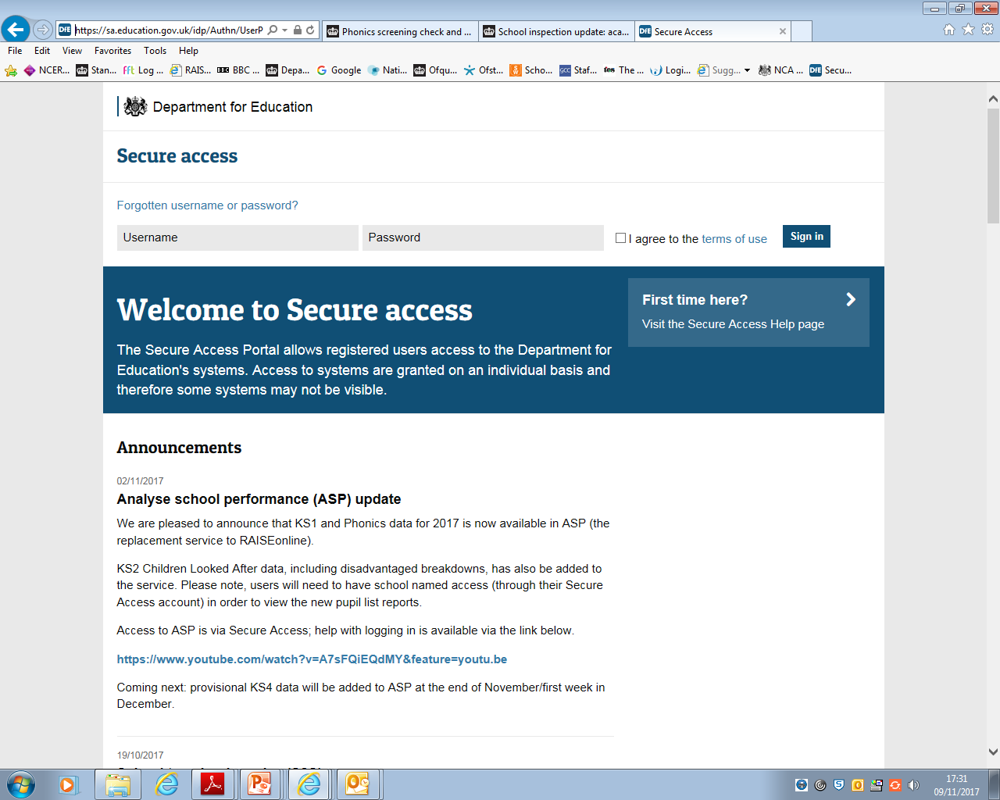 https://sa.education.gov.uk/idp/Authn/UserP
Phonics screening check and ...
School inspection update: aca...
DfE Secure Access
File Edit View Favorites Tools Help
NCER... Stan... fft Log ... RAIS... BBC BBC ... Depa... Google Nati... Ofqu... Ofst... Scho... GCC Staf... tes The ... Logi... Sugg... NCA ... DfE Secu...
Department for Education
Secure access
Forgotten username or password?
Username Password I agree to the terms of use Sign in
Welcome to Secure access
The Secure Access Portal allows registered users access to the Department for
Education's systems. Access to systems are granted on an individual basis and
therefore some systems may not be visible.
First time here?
Visit the Secure Access Help page
Announcements
02/11/2017
Analyse school performance (ASP) update
We are pleased to announce that KS1 and Phonics data for 2017 is now available in ASP (the
replacement service to RAISEonline).
KS2 Children Looked After data, including disadvantaged breakdowns, has also be added to
the service. Please note, users will need to have school named access (through their Secure
Access account) in order to view the new pupil list reports.
Access to ASP is via Secure Access; help with logging in is available via the link below.
https://www.youtube.com/watch?v=A7sFQiEQdMY&feature=youtu.be
Coming next: provisional KS4 data will be added to ASP at the end of November/first week in
December.
19/10/2017
17:31
09/11/2017